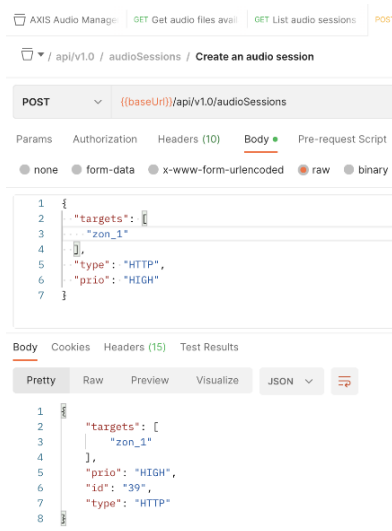 AXIS Audio Manage
GET Get audio files avai
GET List audio sessions
POS
/ api/v1.0 / audioSessions / Create an audio session
POST
{{baseUrl}}/api/v1.0/audioSessions
Params Authorization Headers (10) Body Pre-request Script
none form-data x-www-form-urlencoded raw binary
1 {
2 "targets": [
3 "zon_1"
4 ],
5 "type": "HTTP",
6 "prio": "HIGH"
7 }
Body Cookies Headers (15) Test Results
Pretty Raw Preview Visualize JSON
1 {
2 "targets": [
3 "zon_1"
4 ],
5 "prio": "HIGH",
6 "id": "39",
7 "type": "HTTP"
8 }